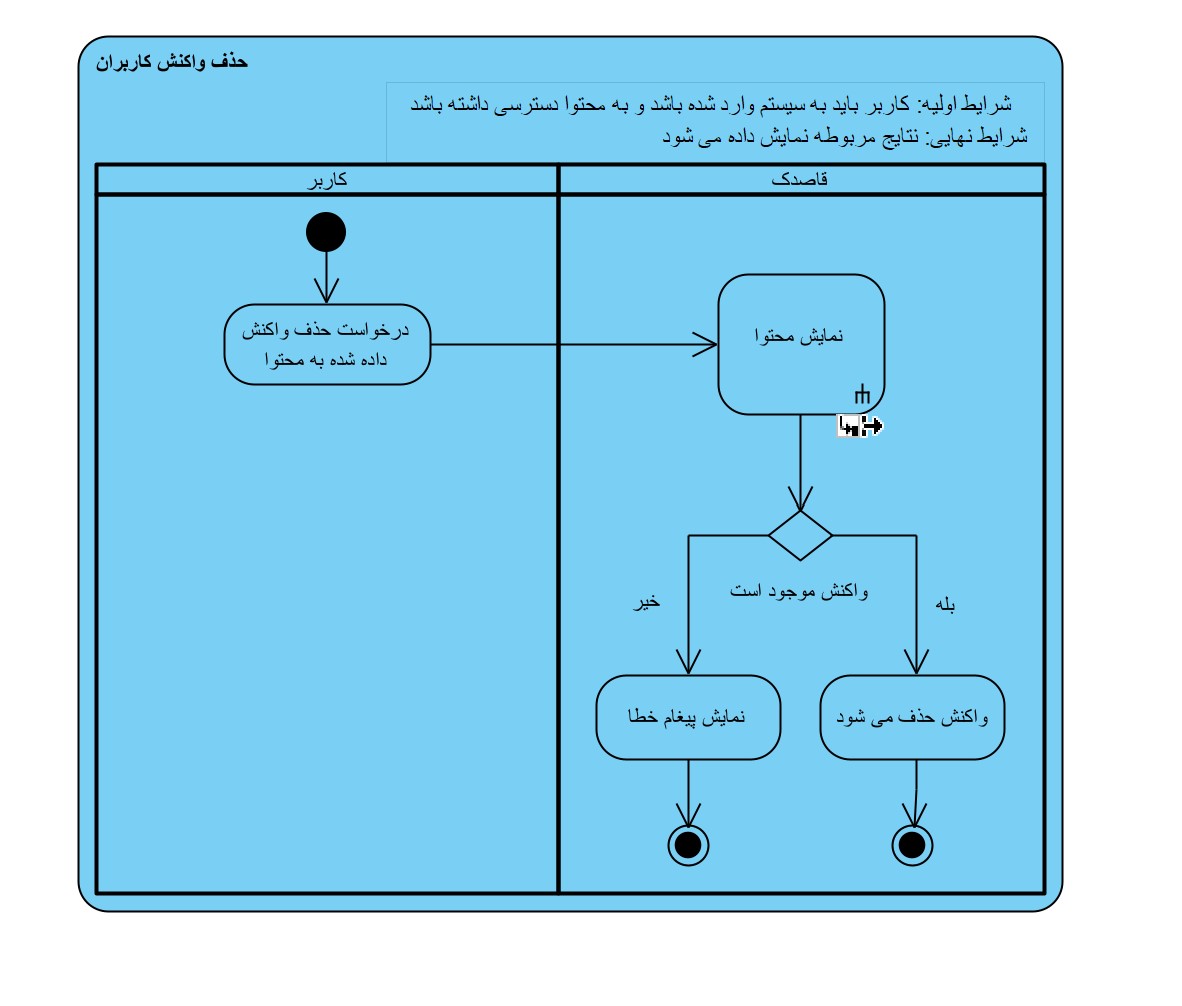 حذف واکنش کاربران
شرایط اولیه: کاربر باید به سیستم وارد شده باشد و به محتوا دسترسی داشته باشد
شرایط نهایی: نتایج مربوطه نمایش داده می شود
کاربر
قاصدک
درخواست حذف واکنش
داده شده به محتوا
نمایش محتوا
واکنش موجود است
خیر
بله
نمایش پیغام خطا
واکنش حذف می شود